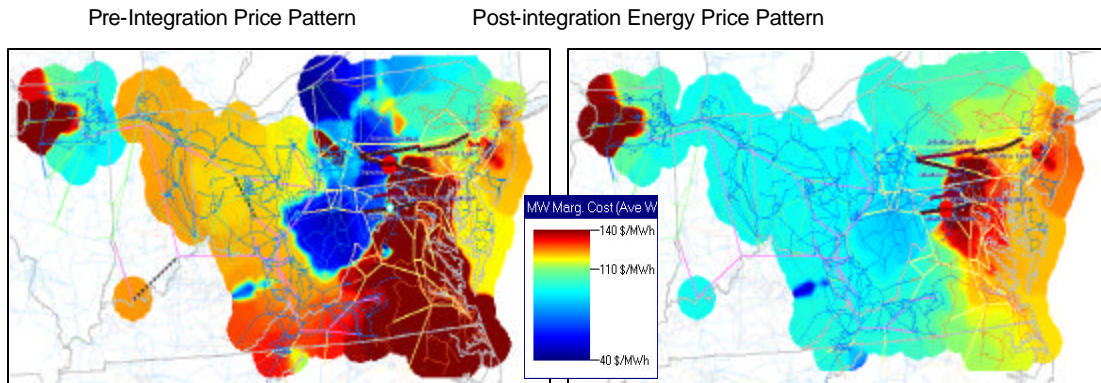 Pre-Integration Price Pattern
Post-integration Energy Price Pattern
MW Marg. Cost (Ave W
140 $/MWh
110 $/MWh
40 $/MWh